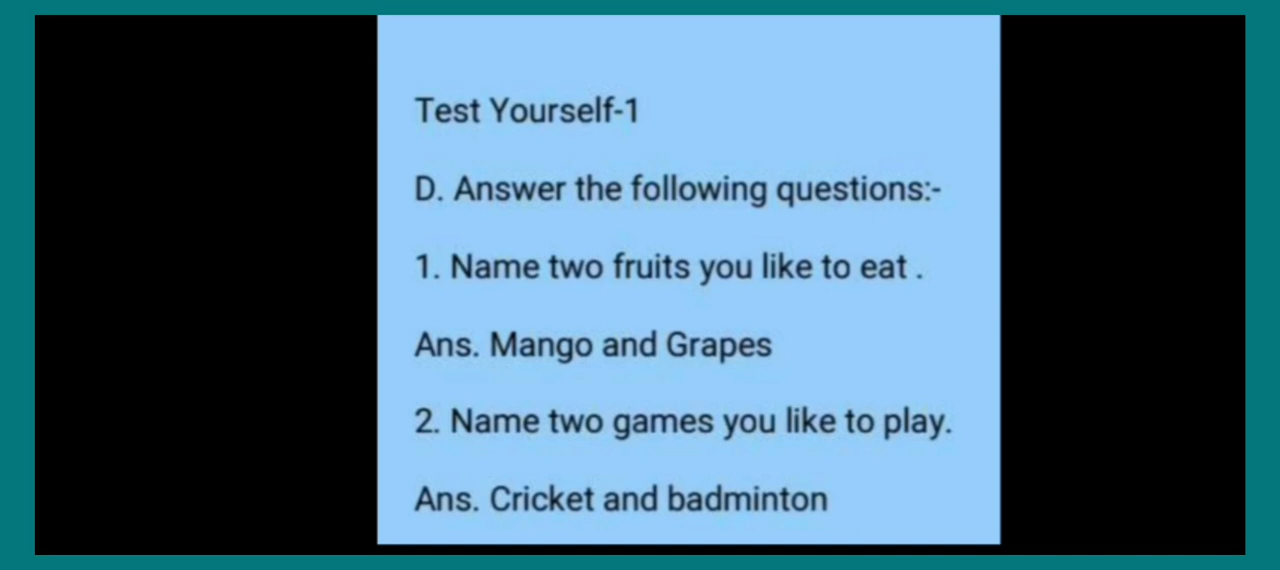 Test Yourself-1
D. Answer the following questions:-
1. Name two fruits you like to eat .
Ans. Mango and Grapes
2. Name two games you like to play.
Ans. Cricket and badminton